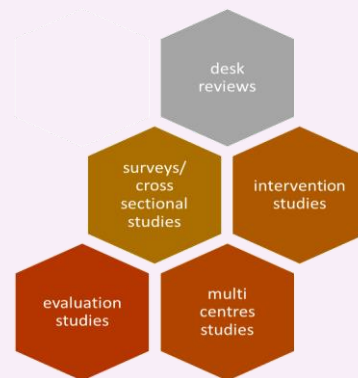 desk
reviews
surveys/
cross
sectional
studies
intervention
studies
evaluation
studies
multi
centres
studies